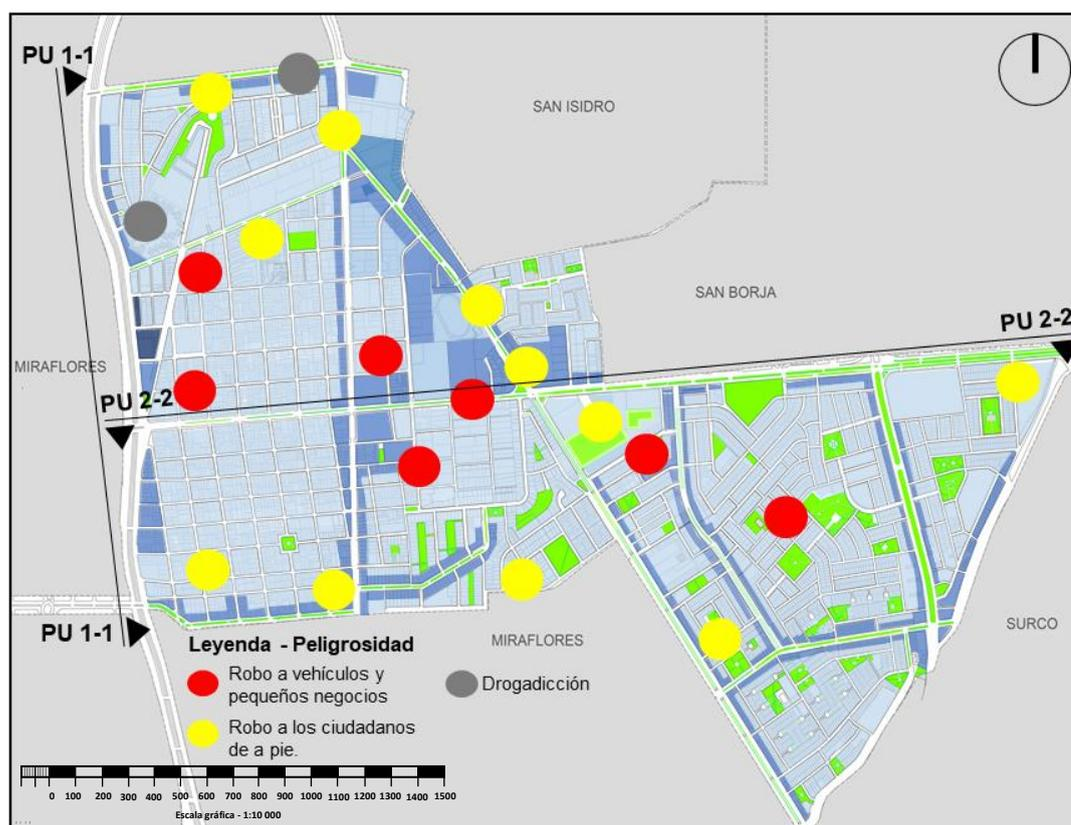 PU 1-1
SAN ISIDRO
SAN BORJA
PU 2-2
MIRAFLORES
PU 2-2
SURCO
PU 1-1
MIRAFLORES
Leyenda - Peligrosidad
Robo a vehículos y
pequeños negocios
Drogadicción
Robo a los ciudadanos
de a pie.
0 100 200 300 400 500 600 700 800 900 1000 1100 1200 1300 1400 1500
Escala gráfica - 1:10 000